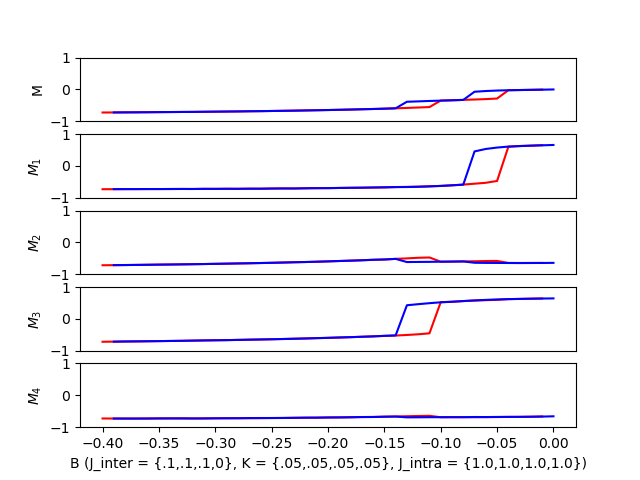 1
0
−1
M
1
0
−1
M₁
1
0
−1
M₂
1
0
−1
M₃
1
0
−1
M₄
−0.40 −0.35 −0.30 −0.25 −0.20 −0.15 −0.10 −0.05 0.00
B (J_inter = {.1,.1,.1,0}, K = {.05,.05,.05,.05}, J_intra = {1.0,1.0,1.0,1.0})